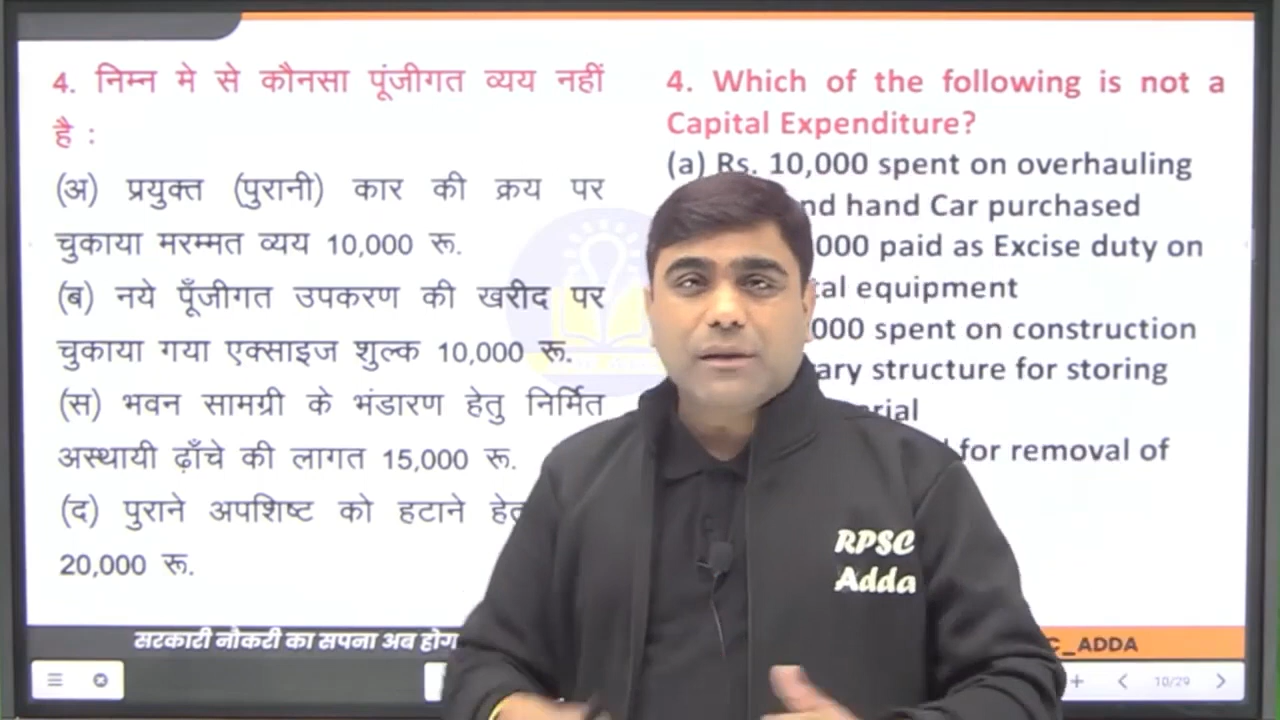 4. निम्न मे से कौनसा पूंजीगत व्यय नहीं
है :
(अ) प्रयुक्त (पुरानी) कार की क्रय पर
चुकाया मरम्मत व्यय 10,000 रू.
(ब) नये पूँजीगत उपकरण की खरीद पर
चुकाया गया एक्साइज शुल्क 10,000 रू.
(स) भवन सामग्री के भंडारण हेतु निर्मित
अस्थायी ढ़ाँचे की लागत 15,000 रू.
(द) पुराने अपशिष्ट को हटाने
20,000 रू.
4. Which of the following is not a
Capital Expenditure?
(a) Rs. 10,000 spent on overhauling
hand Car purchased
000 paid as Excise duty on
equipment
000 spent on construction
structure for storing
for removal of
RPSC
Adda
सरकारी नौकरी का सपना अब
C_ADDA
10/29